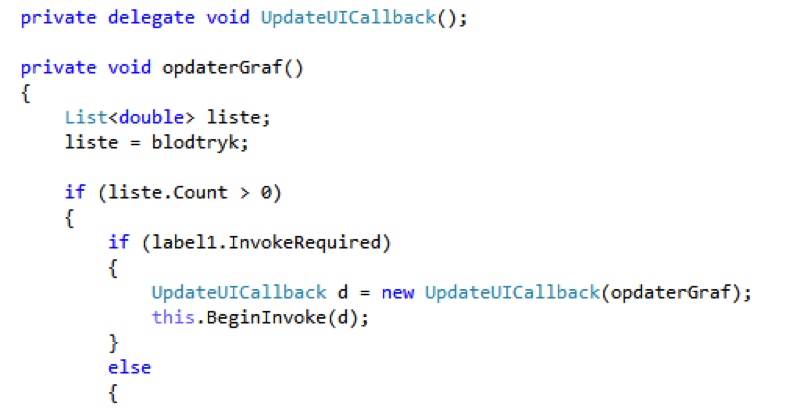 private delegate void UpdateUICallback();
private void opdaterGraf()
{
List<double> liste;
liste = blodtryk;
if (liste.Count > 0)
{
if (label1.InvokeRequired)
{
UpdateUICallback d = new UpdateUICallback(opdaterGraf);
this.BeginInvoke(d);
}
else
{